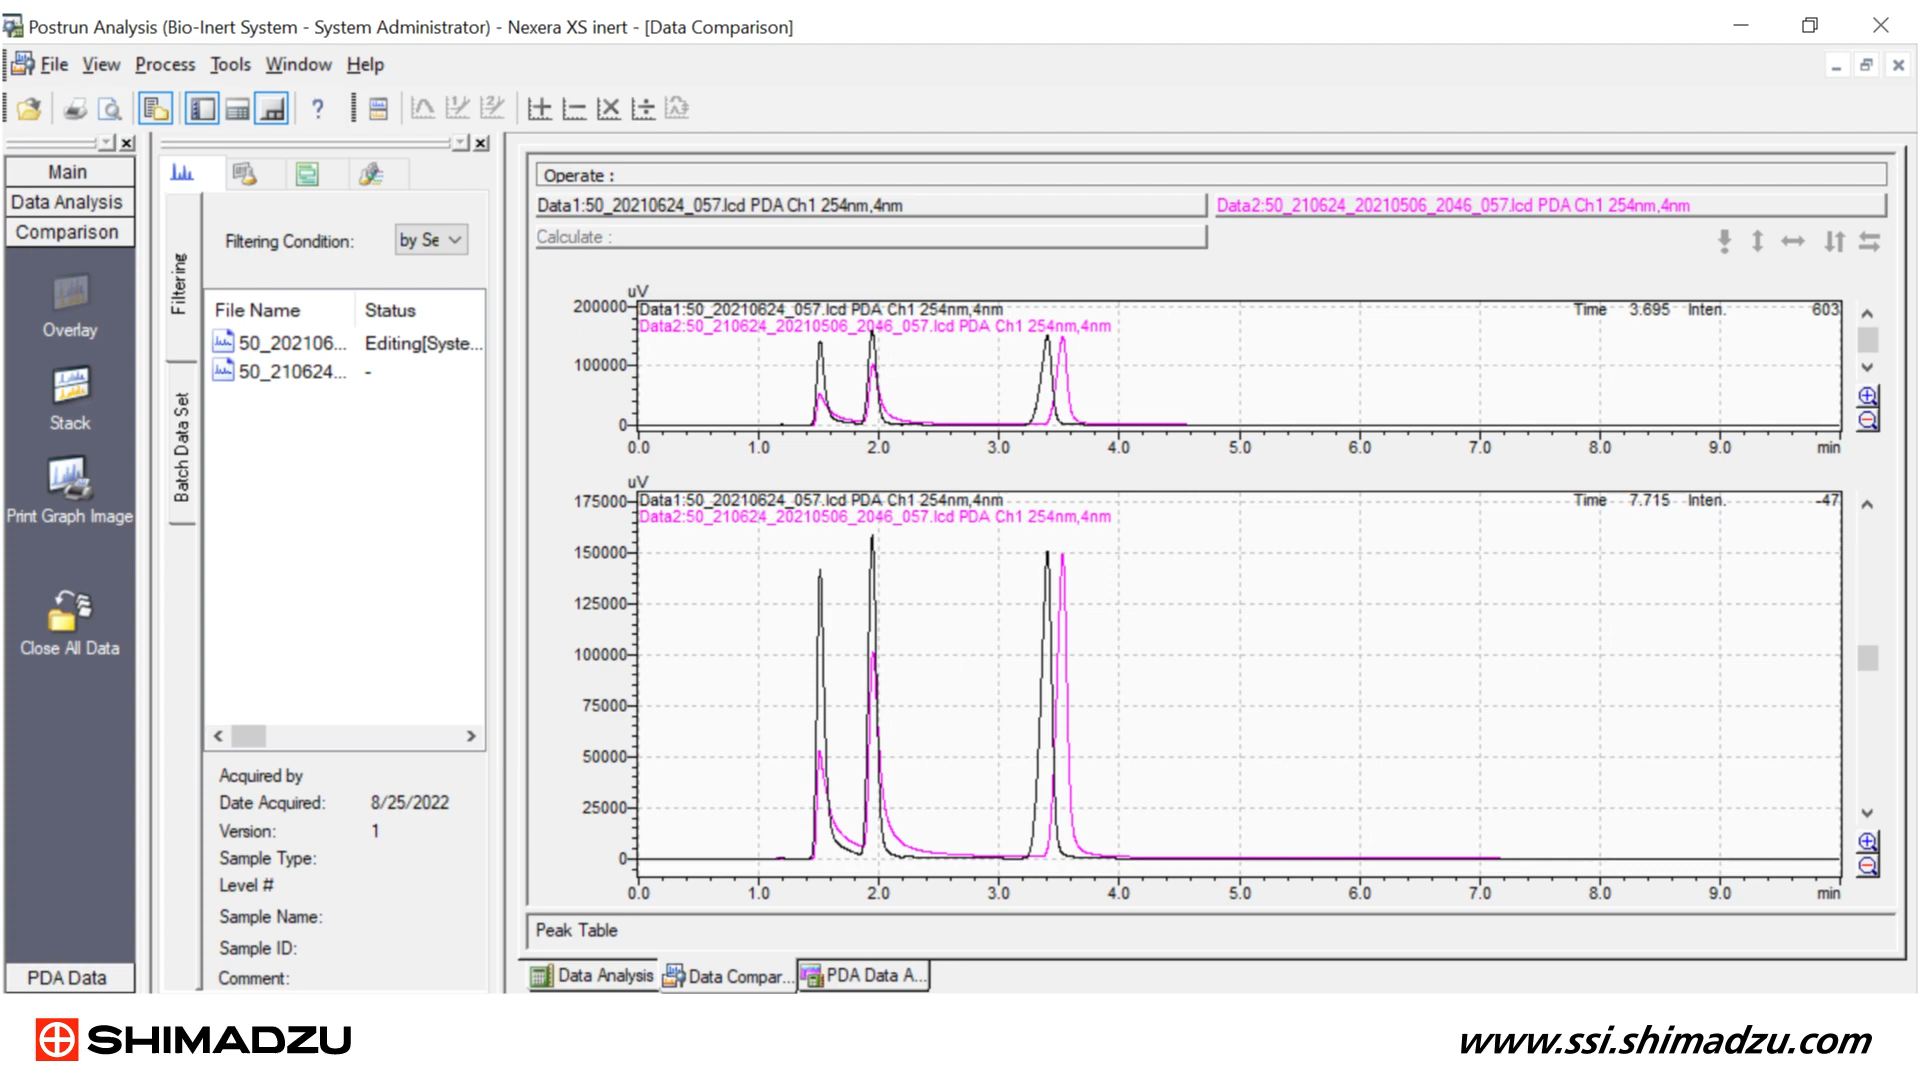 Postrun Analysis (Bio-Inert System - System Administrator) - Nexera XS inert - [Data Comparison]
File View Process Tools Window Help
Main
Data Analysis
Comparison
Overlay
Stack
Print Graph Image
Close All Data
PDA Data
Filtering
Batch Data Set
Filtering Condition: by Se
File Name Status
50_202106... Editing[Syste...
50_210624... -
Acquired by
Date Acquired: 8/25/2022
Version: 1
Sample Type:
Level #
Sample Name:
Sample ID:
Comment:
Operate :
Data1:50_20210624_057.lcd PDA Ch1 254nm,4nm Data2:50_210624_20210506_2046_057.lcd PDA Ch1 254nm,4nm
Calculate :
uV
Data1:50_20210624_057.lcd PDA Ch1 254nm,4nm Time 3.695 Inten. 603
Data2:50_210624_20210506_2046_057.lcd PDA Ch1 254nm,4nm
200000
100000
0
0.0 1.0 2.0 3.0 4.0 5.0 6.0 7.0 8.0 9.0 min
uV
Data1:50_20210624_057.lcd PDA Ch1 254nm,4nm Time 7.715 Inten. -47
Data2:50_210624_20210506_2046_057.lcd PDA Ch1 254nm,4nm
175000
150000
125000
100000
75000
50000
25000
0
0.0 1.0 2.0 3.0 4.0 5.0 6.0 7.0 8.0 9.0 min
Peak Table
Data Analysis Data Compar... PDA Data A...
SHIMADZU
www.ssi.shimadzu.com